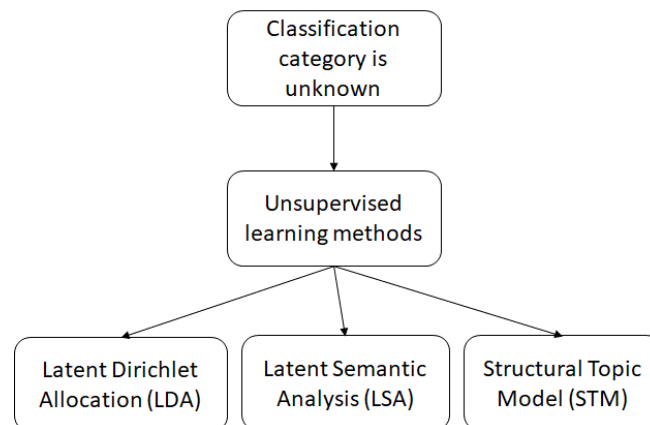 Classification
category is
unknown
Unsupervised
learning methods
Latent Dirichlet
Allocation (LDA)
Latent Semantic
Analysis (LSA)
Structural Topic
Model (STM)